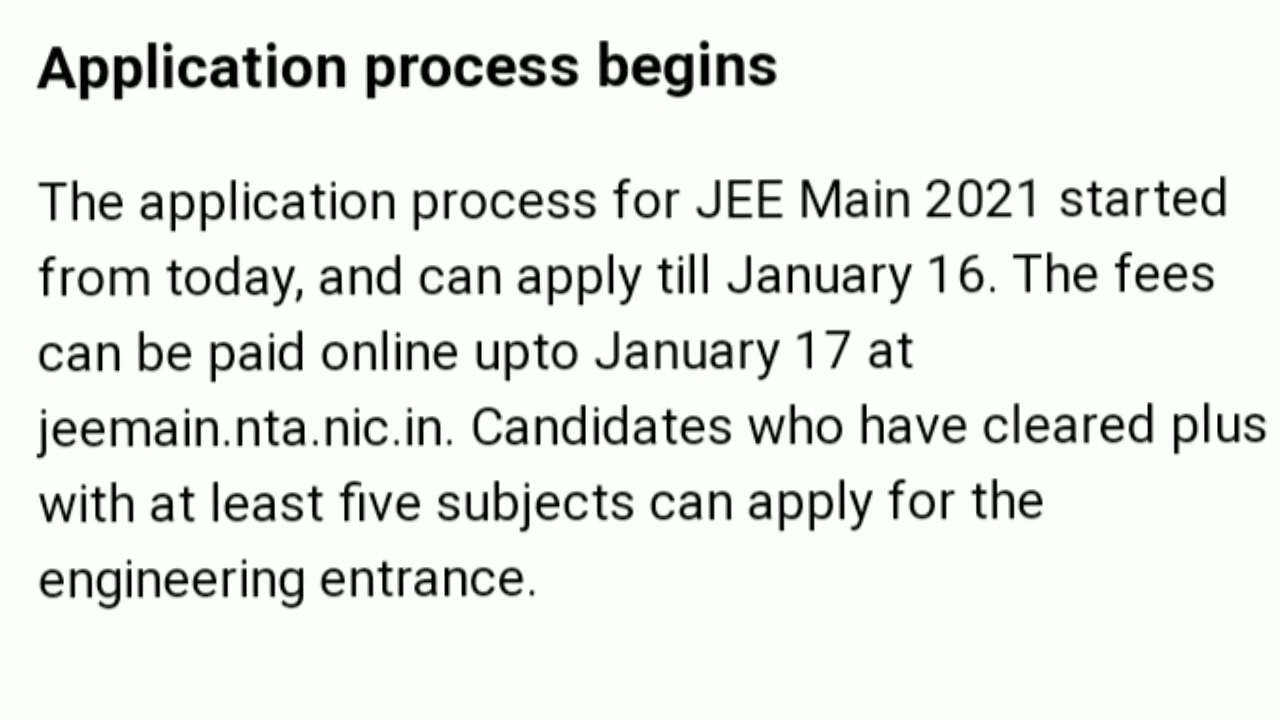 Application process begins
The application process for JEE Main 2021 started
from today, and can apply till January 16. The fees
can be paid online upto January 17 at
jeemain.nta.nic.in. Candidates who have cleared plus
with at least five subjects can apply for the
engineering entrance.